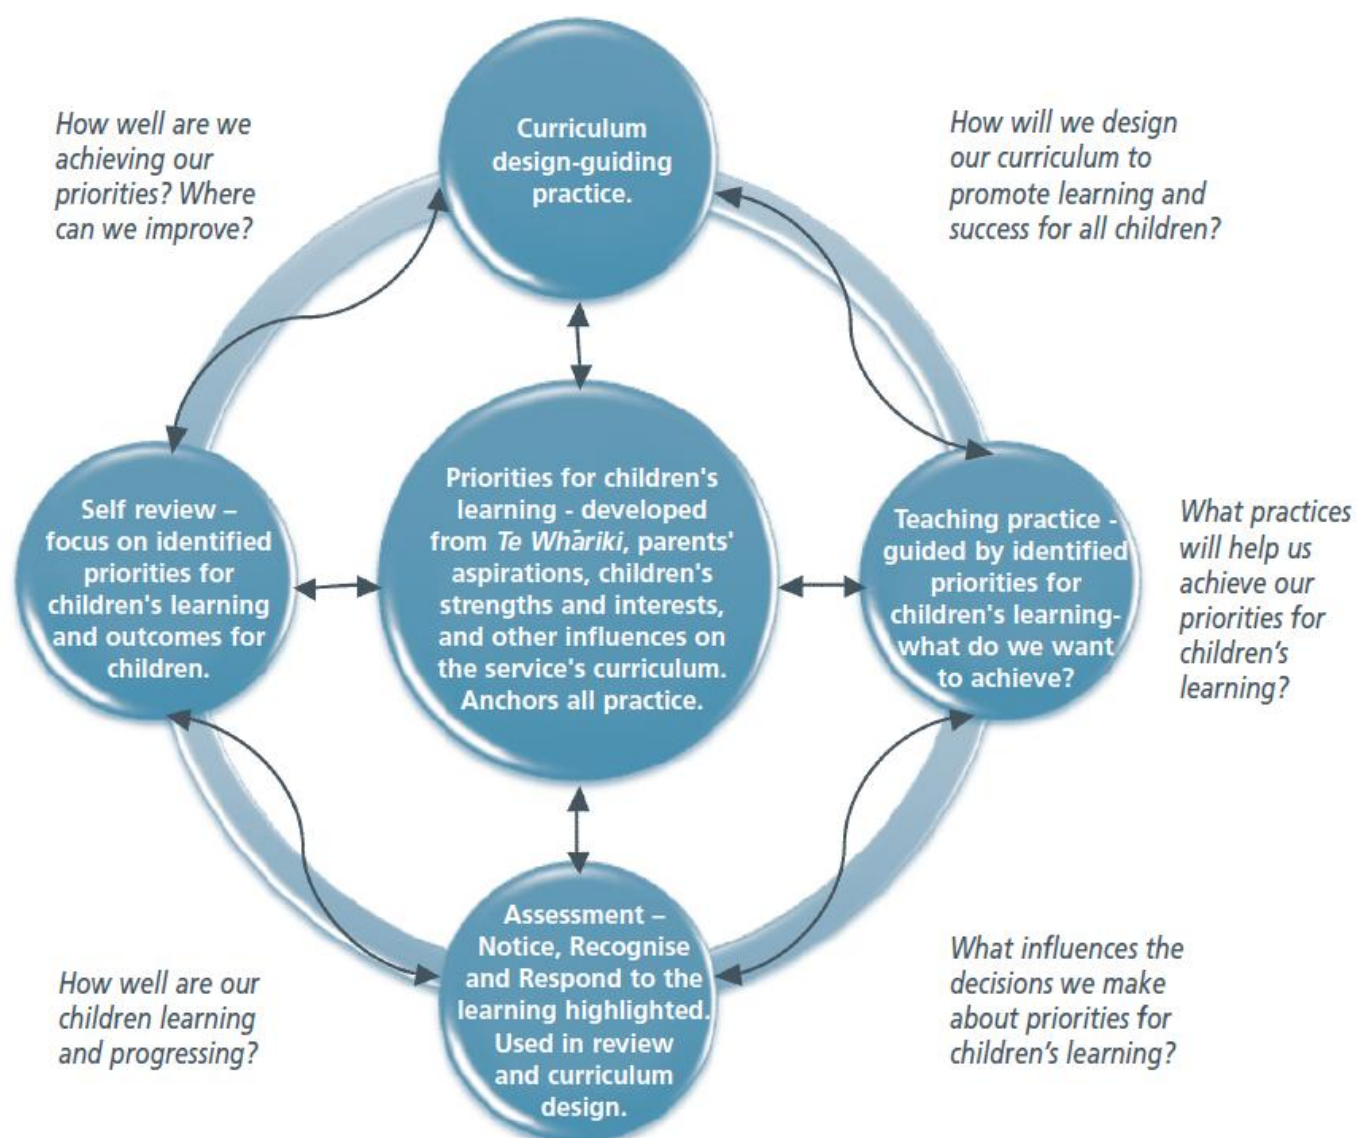 Curriculum
design-guiding
practice.
How well are we
achieving our
priorities? Where
can we improve?
How will we design
our curriculum to
promote learning and
success for all children?
Self review –
focus on identified
priorities for
children's learning
and outcomes for
children.
Priorities for children's
learning - developed
from Te Whāriki, parents'
aspirations, children's
strengths and interests,
and other influences on
the service's curriculum.
Anchors all practice.
Teaching practice -
guided by identified
priorities for
children's learning-
what do we want
to achieve?
What practices
will help us
achieve our
priorities for
children’s
learning?
Assessment –
Notice, Recognise
and Respond to the
learning highlighted.
Used in review
and curriculum
design.
How well are our
children learning
and progressing?
What influences the
decisions we make
about priorities for
children’s learning?